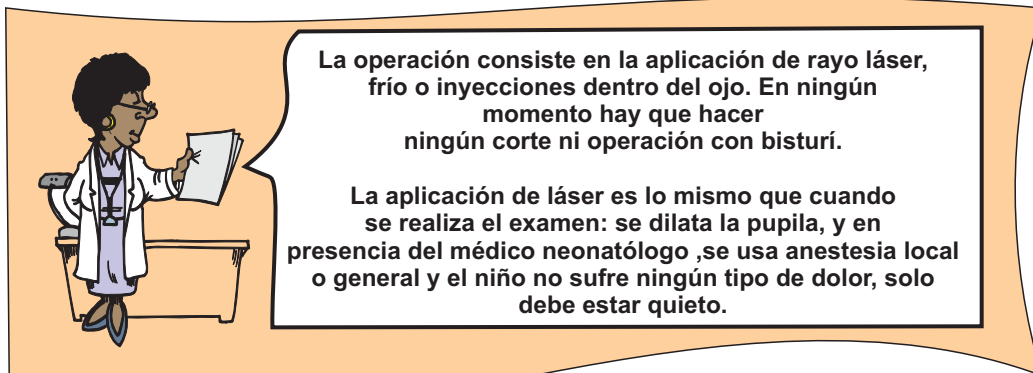 La operación consiste en la aplicación de rayo láser,
frío o inyecciones dentro del ojo. En ningún
momento hay que hacer
ningún corte ni operación con bisturí.
La aplicación de láser es lo mismo que cuando
se realiza el examen: se dilata la pupila, y en
presencia del médico neonatólogo ,se usa anestesia local
o general y el niño no sufre ningún tipo de dolor, solo
debe estar quieto.